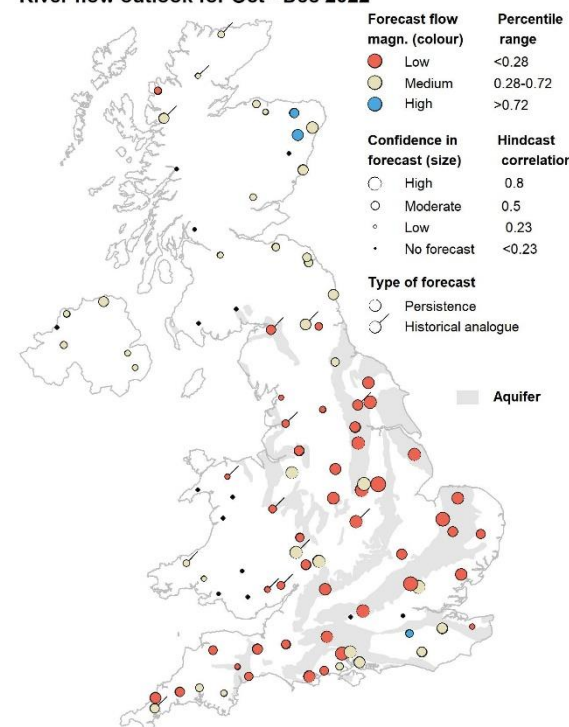 River flow outlook for Oct - Dec 2022
Forecast flow Percentile
magn. (colour) range
Low <0.28
Medium 0.28-0.72
High >0.72
Confidence in Hindcast
forecast (size) correlation
High 0.8
Moderate 0.5
Low 0.23
No forecast <0.23
Type of forecast
Persistence
Historical analogue
Aquifer